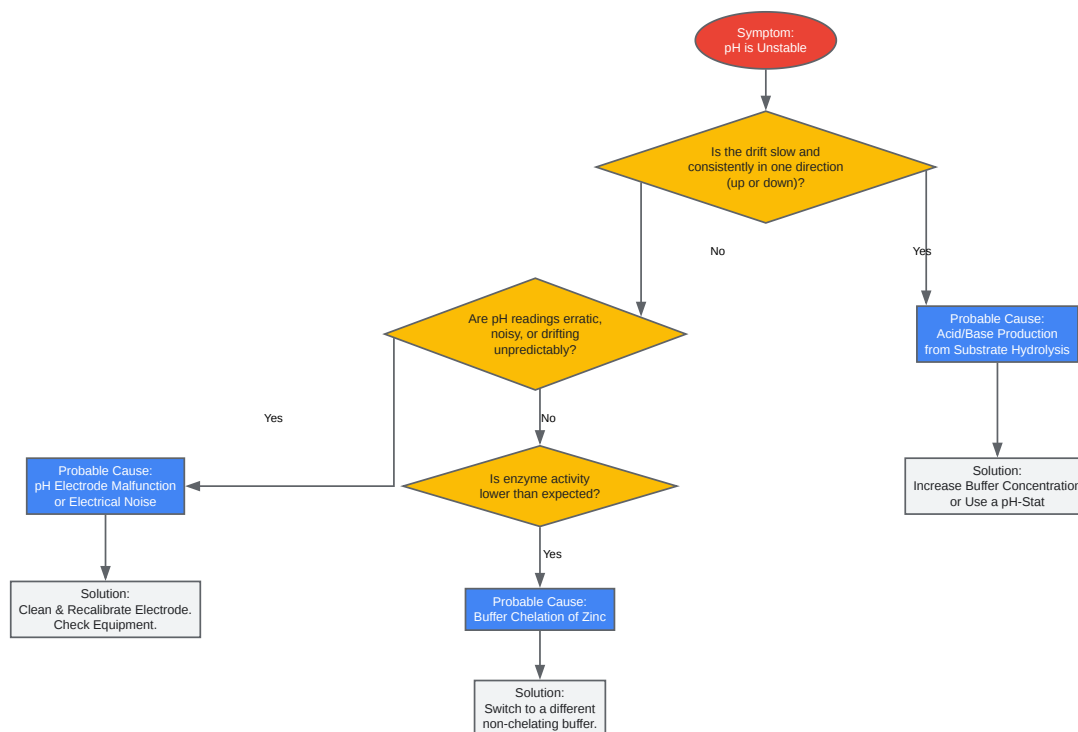 Symptom:
pH is Unstable
Is the drift slow and
consistently in one direction
(up or down)?
No
Yes
Are pH readings erratic,
noisy, or drifting
unpredictably?
Probable Cause:
Acid/Base Production
from Substrate Hydrolysis
Yes
No
Probable Cause:
pH Electrode Malfunction
or Electrical Noise
Is enzyme activity
lower than expected?
Solution:
Increase Buffer Concentration
or Use a pH-Stat
Yes
Solution:
Clean & Recalibrate Electrode.
Check Equipment.
Probable Cause:
Buffer Chelation of Zinc
Solution:
Switch to a different
non-chelating buffer.